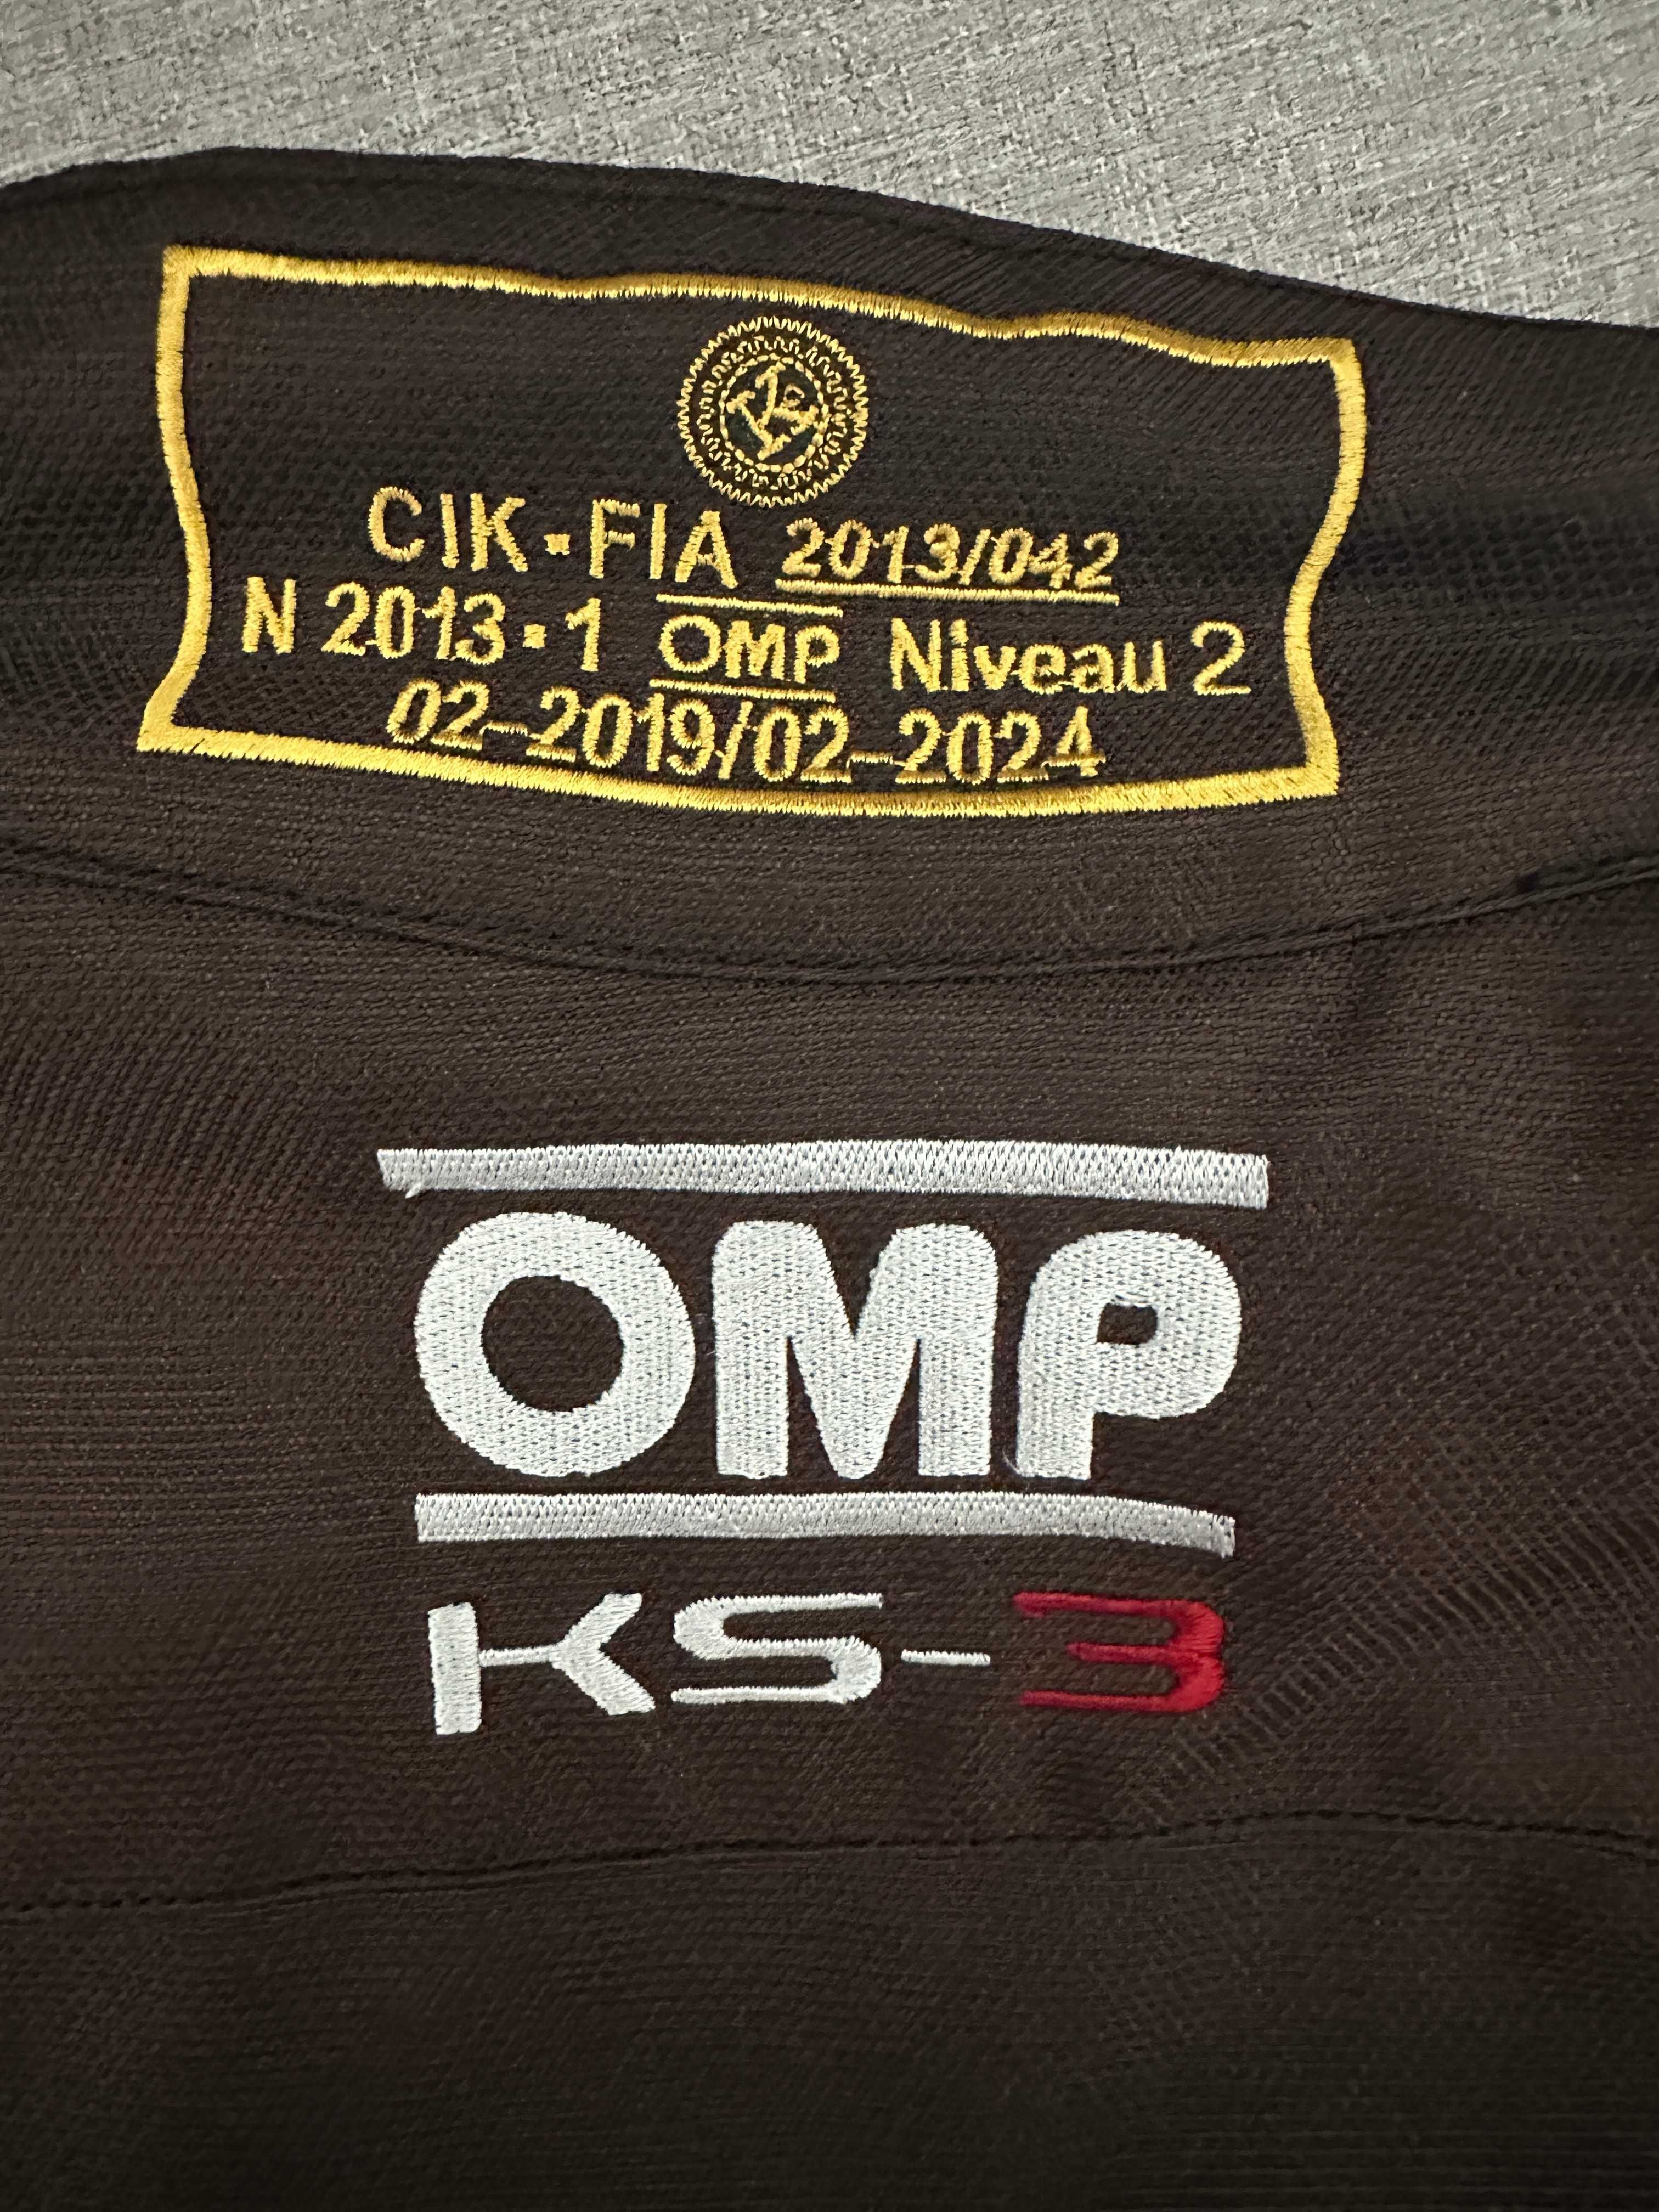 CIK-FIA 2013/042
N 2013-1 OMP Niveau 2
02-2019/02-2024
OMP
KS-3